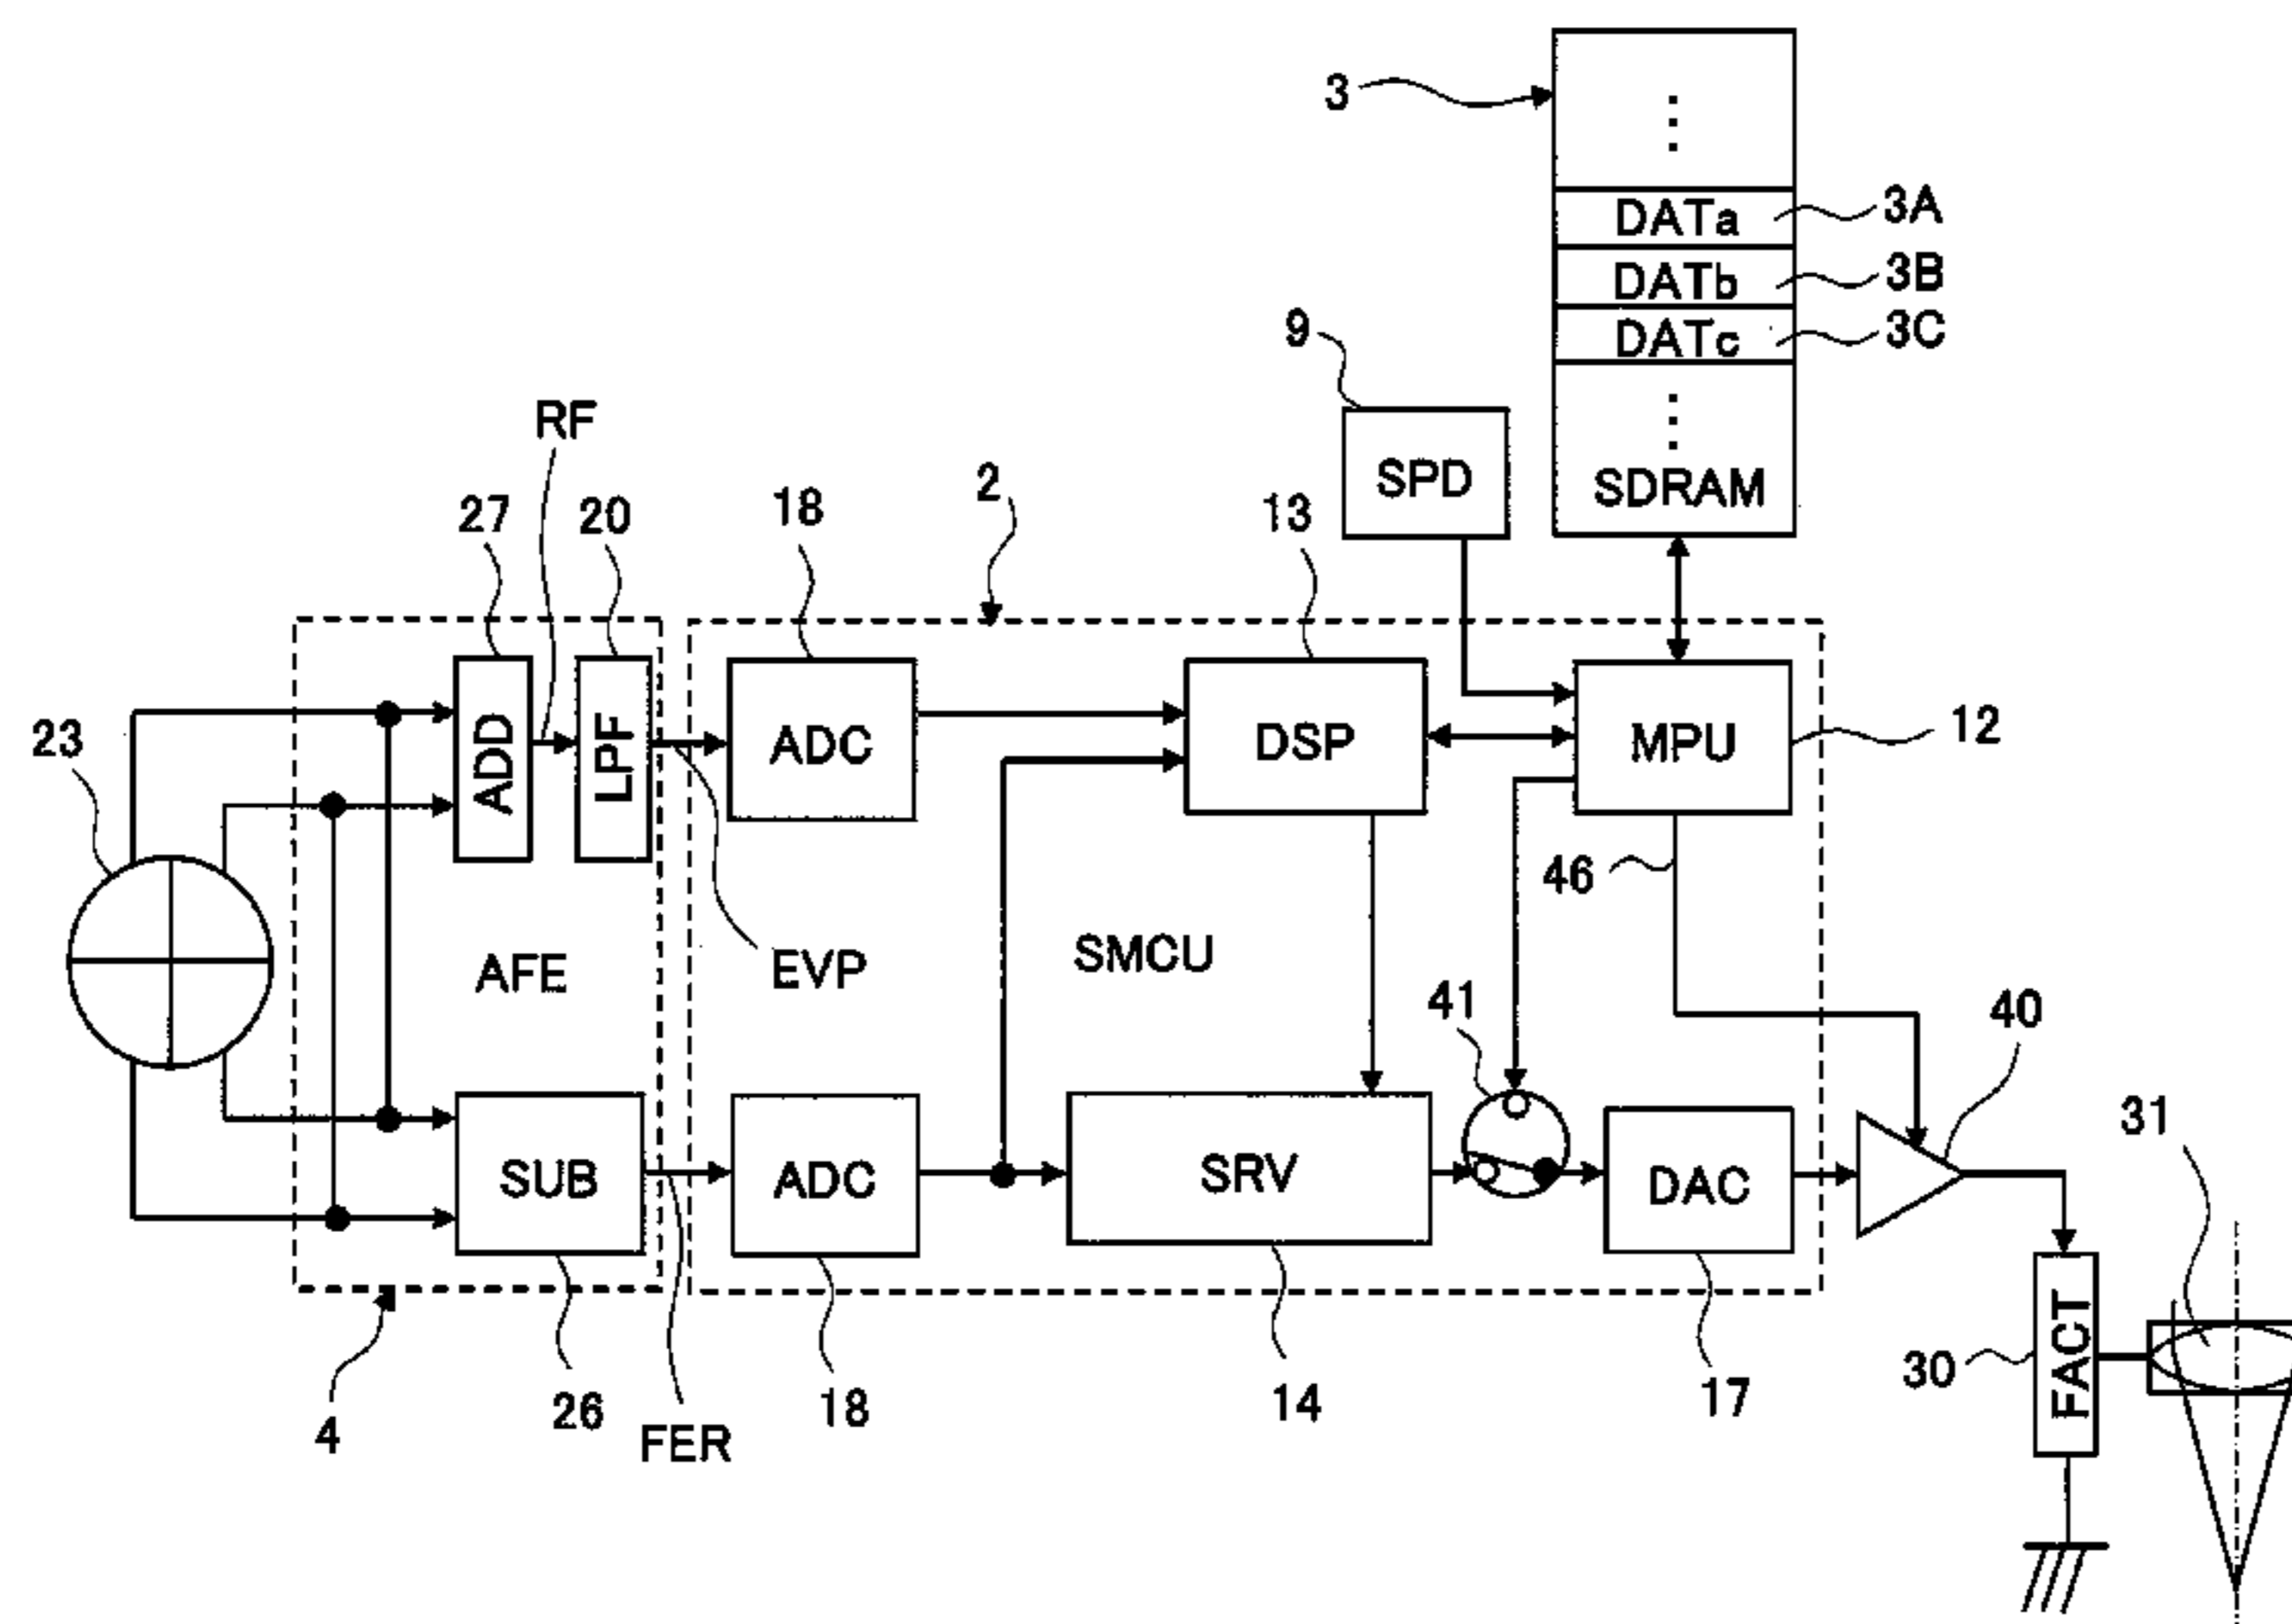 3
DATa
3A
DATb
3B
DATc
3C
9
SPD
SDRAM
RF
27
20
18
2
13
23
ADD
LPF
ADC
DSP
MPU
12
46
AFE
EVP
SMCU
41
40
31
SUB
ADC
SRV
DAC
FACT
30
4
26
FER
18
14
17